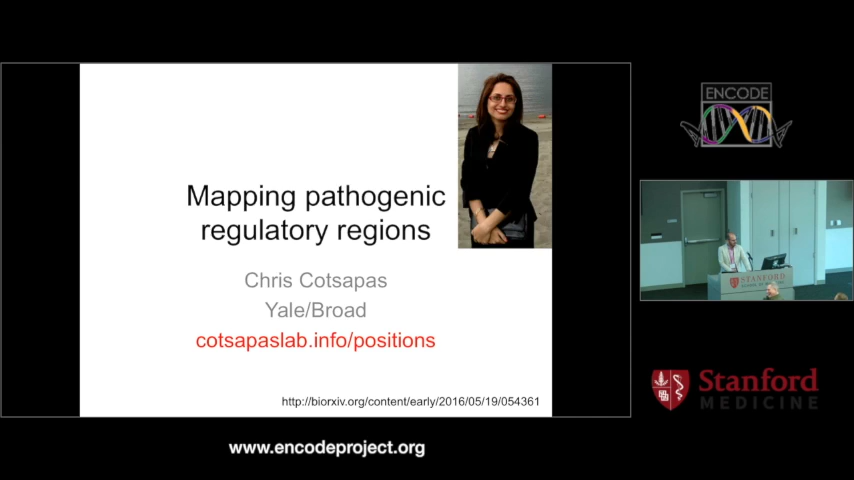 Mapping pathogenic
regulatory regions
Chris Cotsapas
Yale/Broad
cotsapaslab.info/positions
http://biorxiv.org/content/early/2016/05/19/054361
www.encodeproject.org
ENCODE
STANFORD
Stanford
MEDICINE